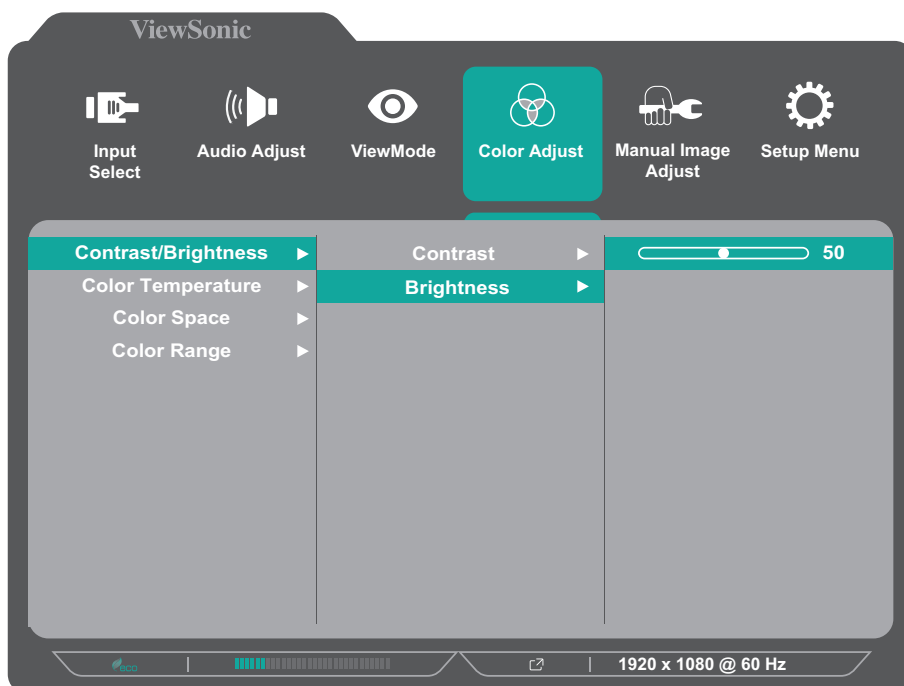 ViewSonic
Input Select
Audio Adjust
ViewMode
Color Adjust
Manual Image Adjust
Setup Menu
Contrast/Brightness
Contrast
50
Color Temperature
Brightness
Color Space
Color Range
eco
1920 x 1080 @ 60 Hz